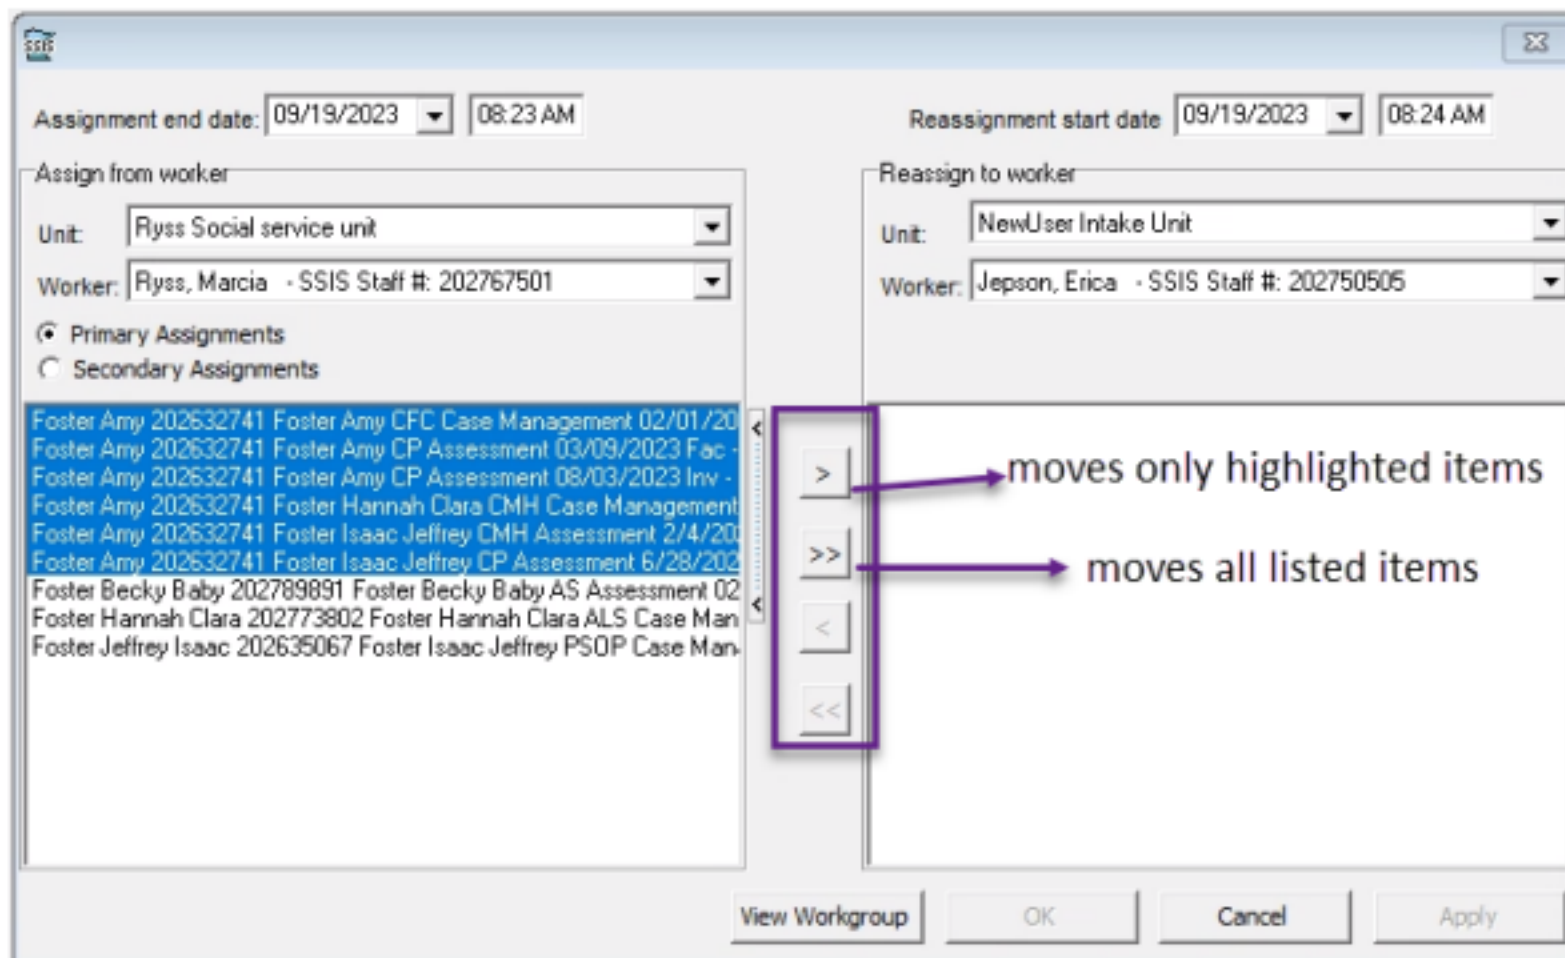 SSIS
Assignment end date: 09/19/2023 08:23 AM
Reassignment start date 09/19/2023 08:24 AM
Assign from worker
Unit: Ryss Social service unit
Worker: Ryss, Marcia - SSIS Staff #: 202767501
Primary Assignments
Secondary Assignments
Reassign to worker
Unit: NewUser Intake Unit
Worker: Jepson, Erica - SSIS Staff #: 202750505
Foster Amy 202632741 Foster Amy CFC Case Management 02/01/20
Foster Amy 202632741 Foster Amy CP Assessment 03/09/2023 Fac -
Foster Amy 202632741 Foster Amy CP Assessment 08/03/2023 Inv -
Foster Amy 202632741 Foster Hannah Clara CMH Case Management
Foster Amy 202632741 Foster Isaac Jeffrey CMH Assessment 2/4/20
Foster Amy 202632741 Foster Isaac Jeffrey CP Assessment 6/28/202
Foster Becky Baby 202789891 Foster Becky Baby AS Assessment 02
Foster Hannah Clara 202773802 Foster Hannah Clara ALS Case Man
Foster Jeffrey Isaac 202635067 Foster Isaac Jeffrey PSOP Case Man
>
>>
<
<<
moves only highlighted items
moves all listed items
View Workgroup
OK
Cancel
Apply